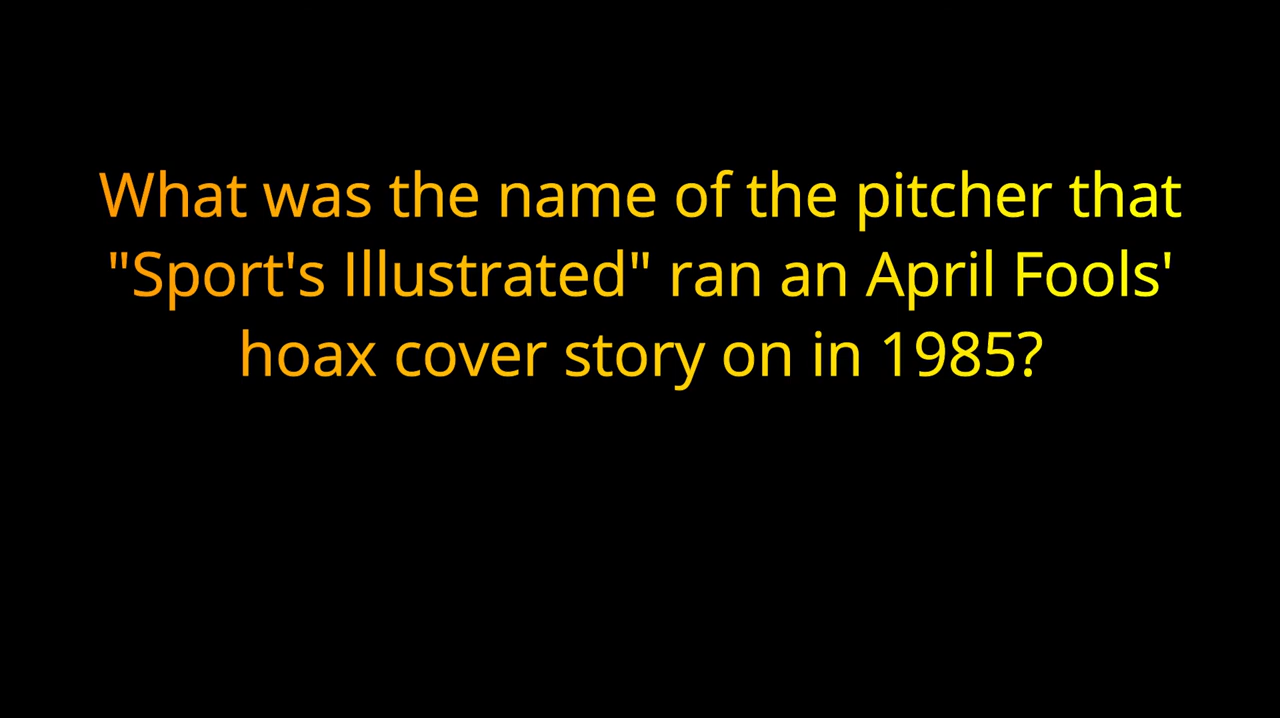 What was the name of the pitcher that
"Sport's Illustrated" ran an April Fools'
hoax cover story on in 1985?